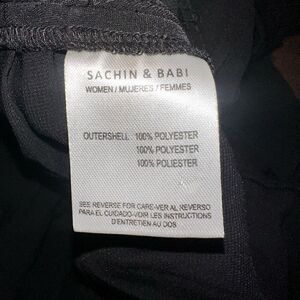 SACHIN & BABI
WOMEN / MUJERES / FEMMES
OUTERSHELL 100% POLYESTER
100% POLYESTER
100% POLIESTER
SEE REVERSE FOR CARE-VER AL REVERSO
PARA EL CUIDADO-VOIR LES INSTRUCTIONS
D'ENTRETIEN AU DOS